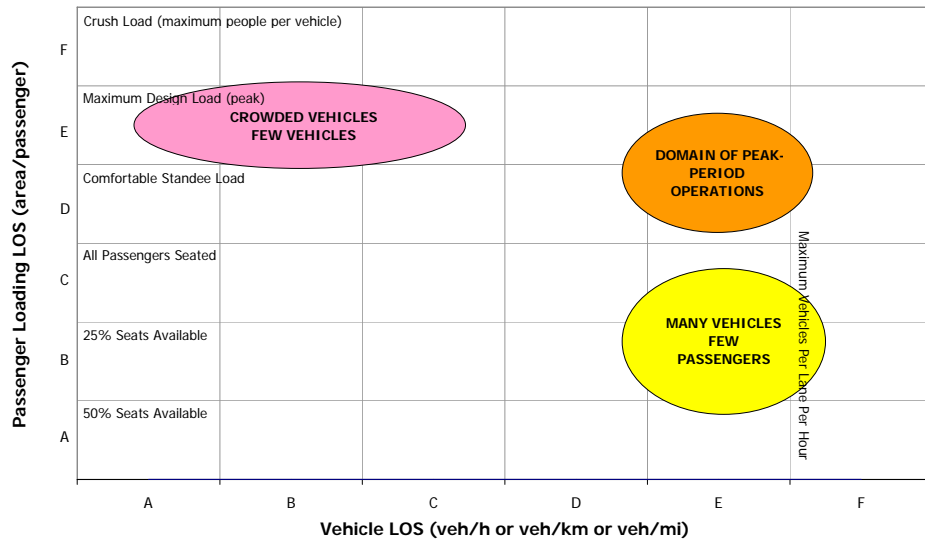 Crush Load (maximum people per vehicle)
F
Maximum Design Load (peak)
E
CROWDED VEHICLES
FEW VEHICLES
DOMAIN OF PEAK-
PERIOD
OPERATIONS
Comfortable Standee Load
D
All Passengers Seated
C
25% Seats Available
B
MANY VEHICLES
FEW
PASSENGERS
50% Seats Available
A
Passenger Loading LOS (area/passenger)
Maximum Vehicles Per Lane Per Hour
A B C D E F
Vehicle LOS (veh/h or veh/km or veh/mi)